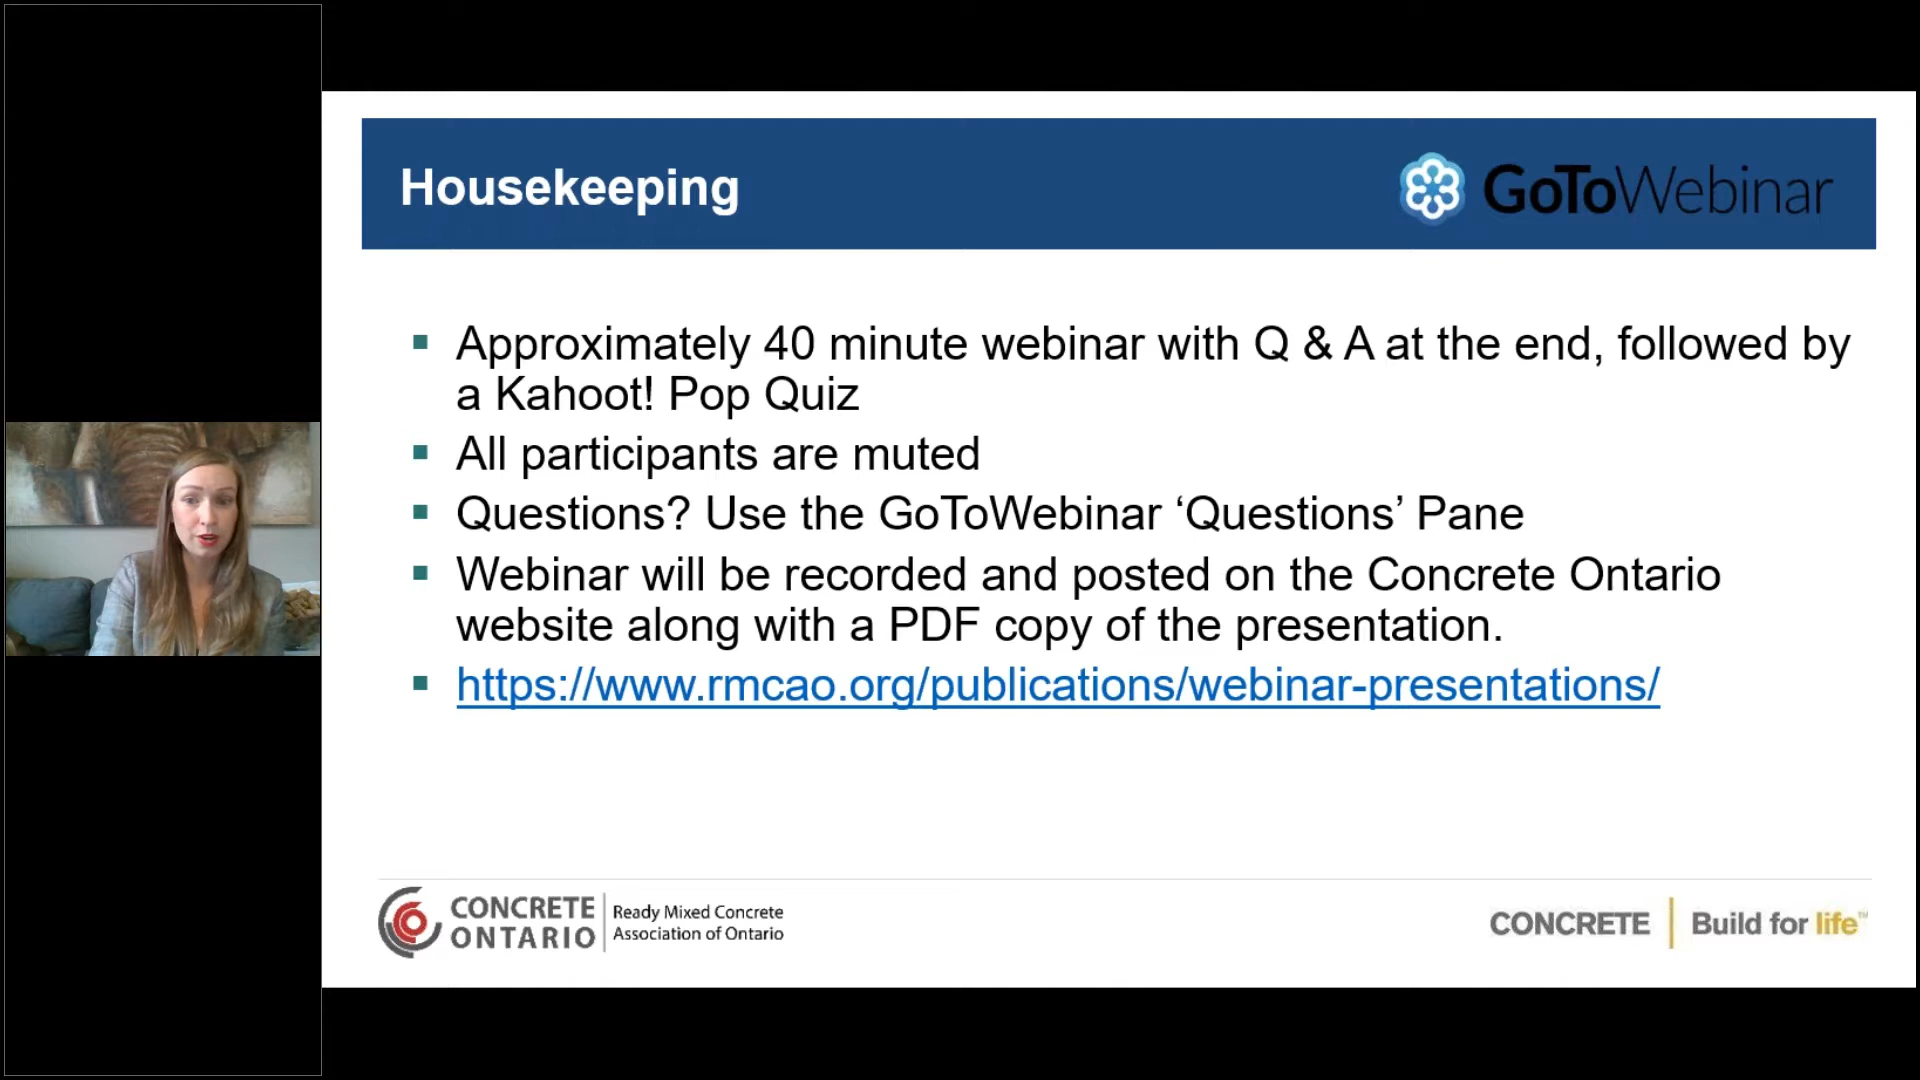 Housekeeping
GoToWebinar
▪ Approximately 40 minute webinar with Q & A at the end, followed by
a Kahoot! Pop Quiz
▪ All participants are muted
▪ Questions? Use the GoToWebinar ‘Questions’ Pane
▪ Webinar will be recorded and posted on the Concrete Ontario
website along with a PDF copy of the presentation.
▪ https://www.rmcao.org/publications/webinar-presentations/
CONCRETE
ONTARIO
Ready Mixed Concrete
Association of Ontario
CONCRETE | Build for life™